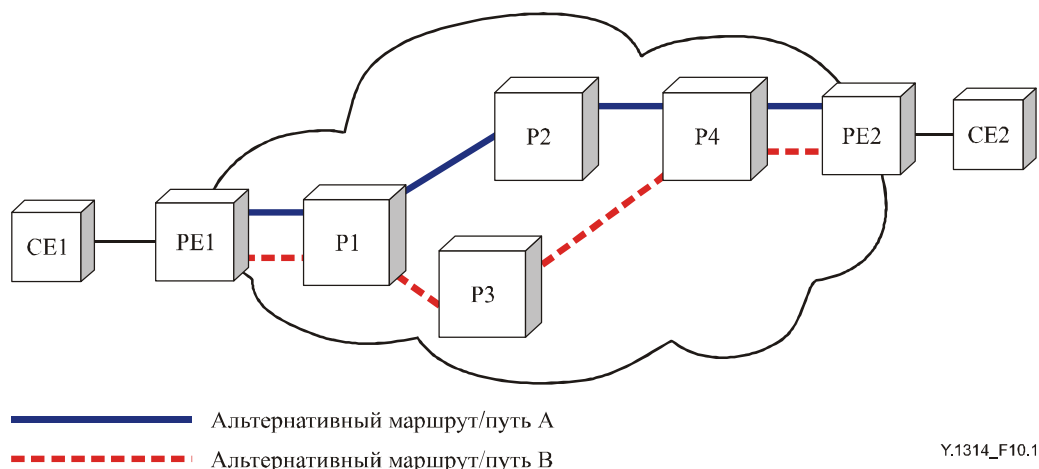 P2
P4
PE2
CE2
CE1
PE1
P1
P3
Альтернативный маршрут/путь A
Альтернативный маршрут/путь B
Y.1314_F10.1